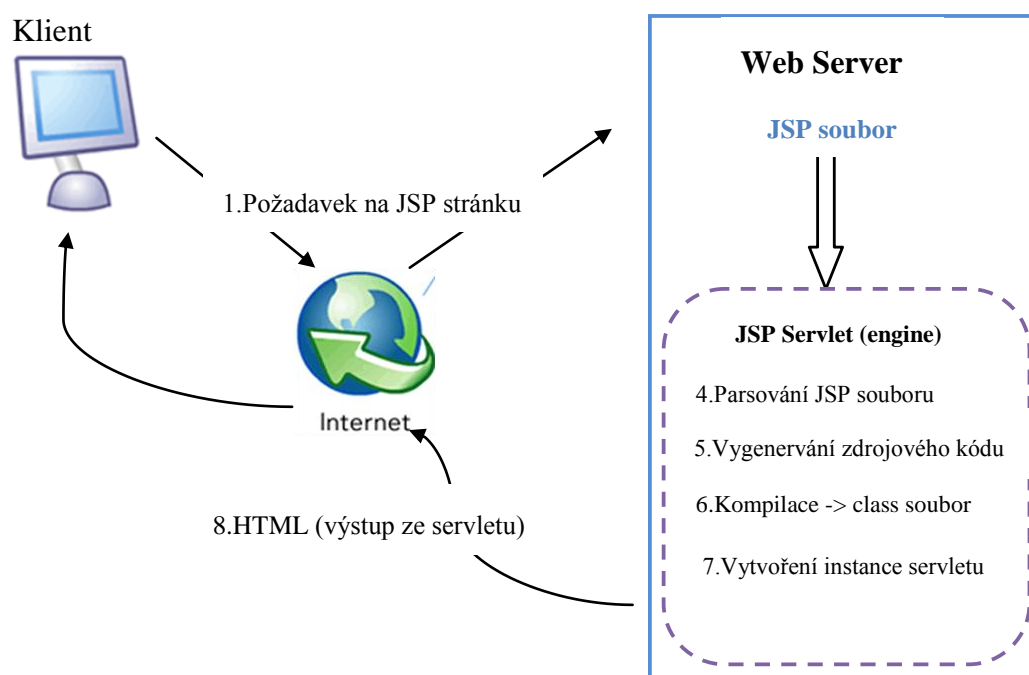 Klient
Web Server
JSP soubor
1.Požadavek na JSP stránku
JSP Servlet (engine)
4.Parsování JSP souboru
Internet
5.Vygenervání zdrojového kódu
6.Kompilace -> class soubor
8.HTML (výstup ze servletu)
7.Vytvoření instance servletu